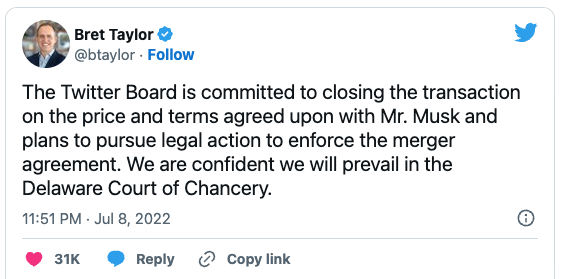 Bret Taylor
@btaylor · Follow
The Twitter Board is committed to closing the transaction
on the price and terms agreed upon with Mr. Musk and
plans to pursue legal action to enforce the merger
agreement. We are confident we will prevail in the
Delaware Court of Chancery.
11:51 PM · Jul 8, 2022
31K Reply Copy link